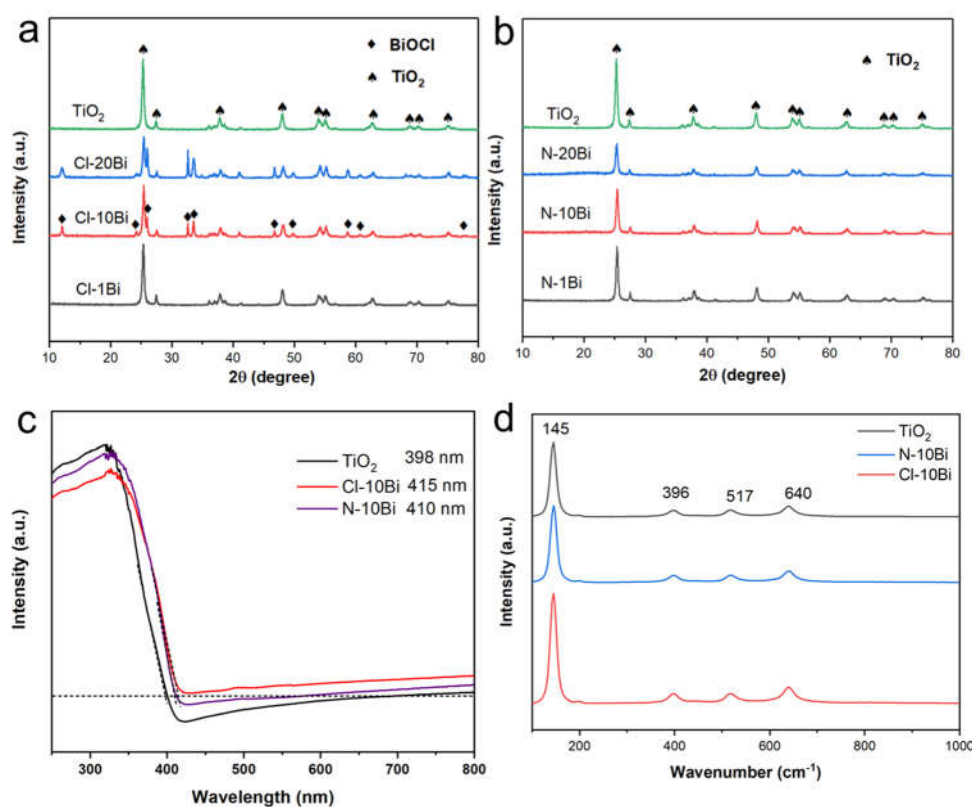 a
♦ BiOCl
♠ TiO₂
TiO₂
Cl-20Bi
Cl-10Bi
Cl-1Bi
Intensity (a.u.)
10 20 30 40 50 60 70 80
2θ (degree)
b
♠ TiO₂
TiO₂
N-20Bi
N-10Bi
N-1Bi
Intensity (a.u.)
10 20 30 40 50 60 70 80
2θ (degree)
c
TiO₂ 398 nm
Cl-10Bi 415 nm
N-10Bi 410 nm
Intensity (a.u.)
300 400 500 600 700 800
Wavelength (nm)
d
TiO₂
N-10Bi
Cl-10Bi
145
396 517 640
Intensity (a.u.)
200 400 600 800 1000
Wavenumber (cm⁻¹)